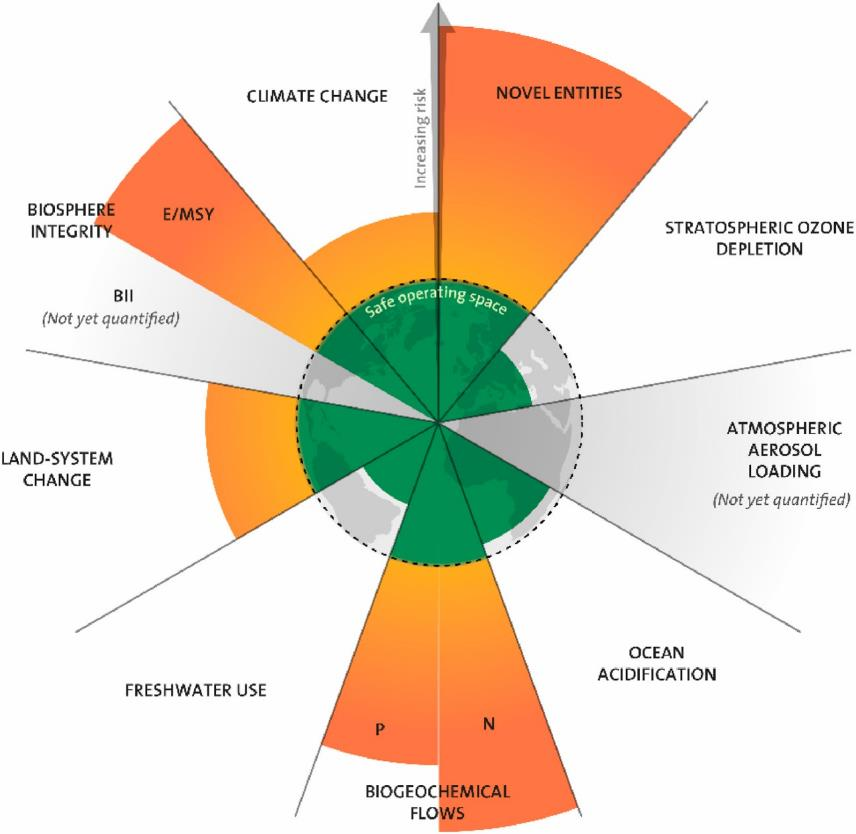 CLIMATE CHANGE
Increasing risk
NOVEL ENTITIES
BIOSPHERE
INTEGRITY
E/MSY
STRATOSPHERIC OZONE
DEPLETION
BII
(Not yet quantified)
Safe operating space
LAND-SYSTEM
CHANGE
ATMOSPHERIC
AEROSOL
LOADING
(Not yet quantified)
FRESHWATER USE
OCEAN
ACIDIFICATION
P
N
BIOGEOCHEMICAL
FLOWS